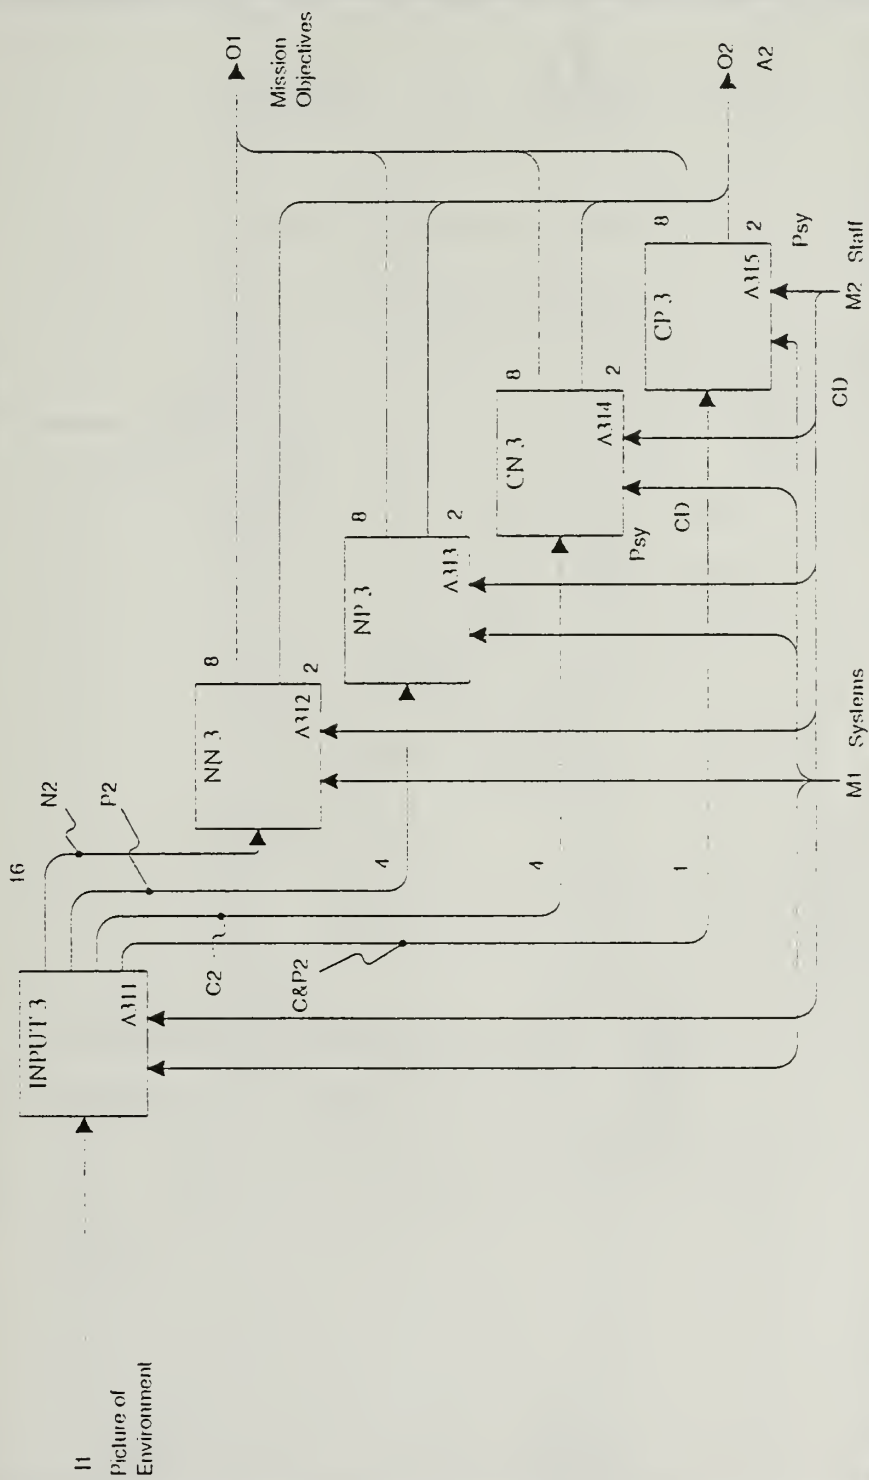 I1
Picture of
Environment
INPUT 3
A311
16
N2
P2
C2
C&P2
4
4
1
NN 3
A312
8
2
NP 3
A313
8
2
CN 3
A314
8
2
CP 3
A315
8
2
Psy
CD
Psy
CD
M1 Systems
M2 Staff
O1
Mission
Objectives
O2
A2